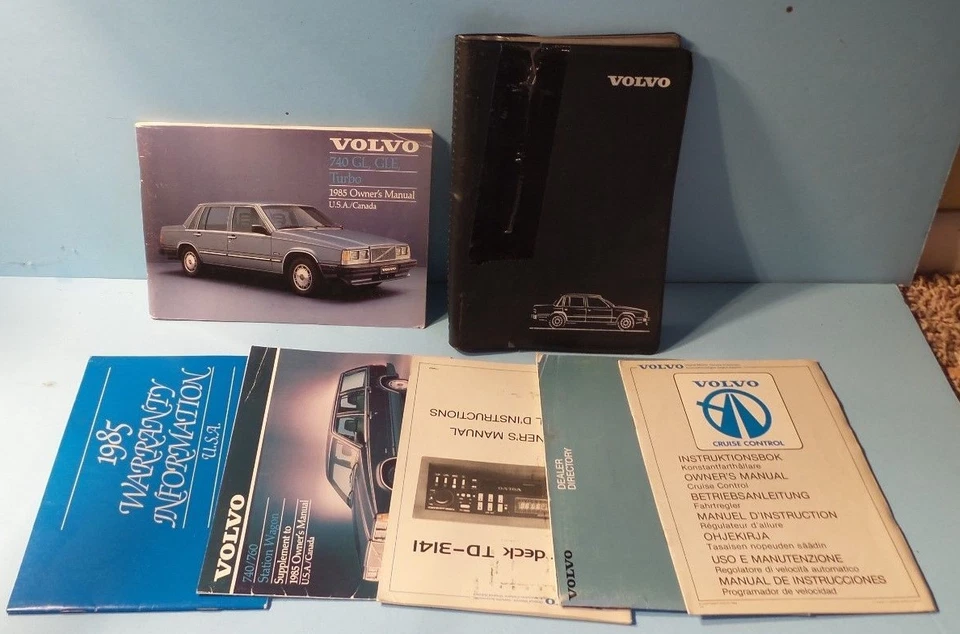 VOLVO
740 GL, GLE
Turbo
1985 Owner's Manual
U.S.A./Canada
VOLVO
1985
WARRANTY
INFORMATION
U.S.A.
VOLVO
740/760
Station Wagon
Supplement to
1985 Owner's Manual
U.S.A./Canada
deck TD-3141
NER'S MANUAL
L D'INSTRUCTIONS
DEALER
DIRECTORY
VOLVO
VOLVO
VOLVO
CRUISE CONTROL
INSTRUKTIONSBOK
Konstantfarthållare
OWNER'S MANUAL
Cruise Control
BETRIEBSANLEITUNG
Fahrtregler
MANUEL D'INSTRUCTION
Régulateur d'allure
OHJEKIRJA
Tasaisen nopeuden säädin
USO E MANUTENZIONE
Regolatore di velocità automatico
MANUAL DE INSTRUCCIONES
Programador de velocidad